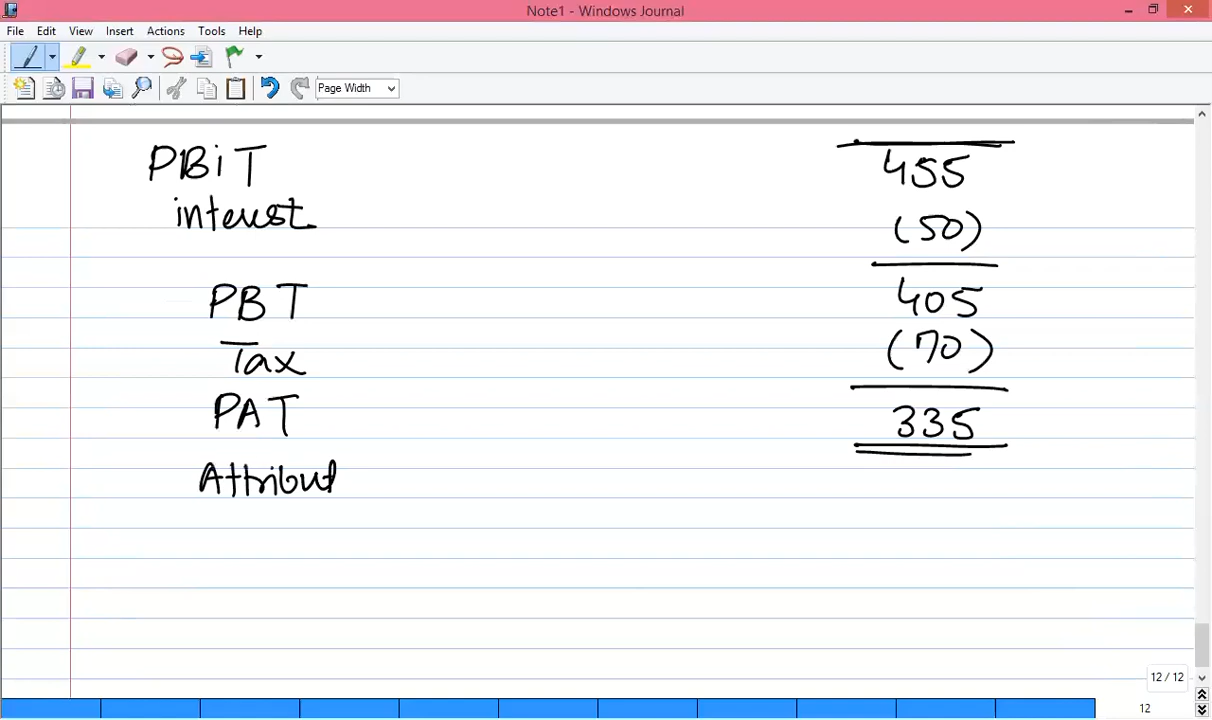 Note1 - Windows Journal
File Edit View Insert Actions Tools Help
Page Width
PBiT 455
interest (50)
PBT 405
Tax (70)
PAT 335
Attribut
12 / 12
12